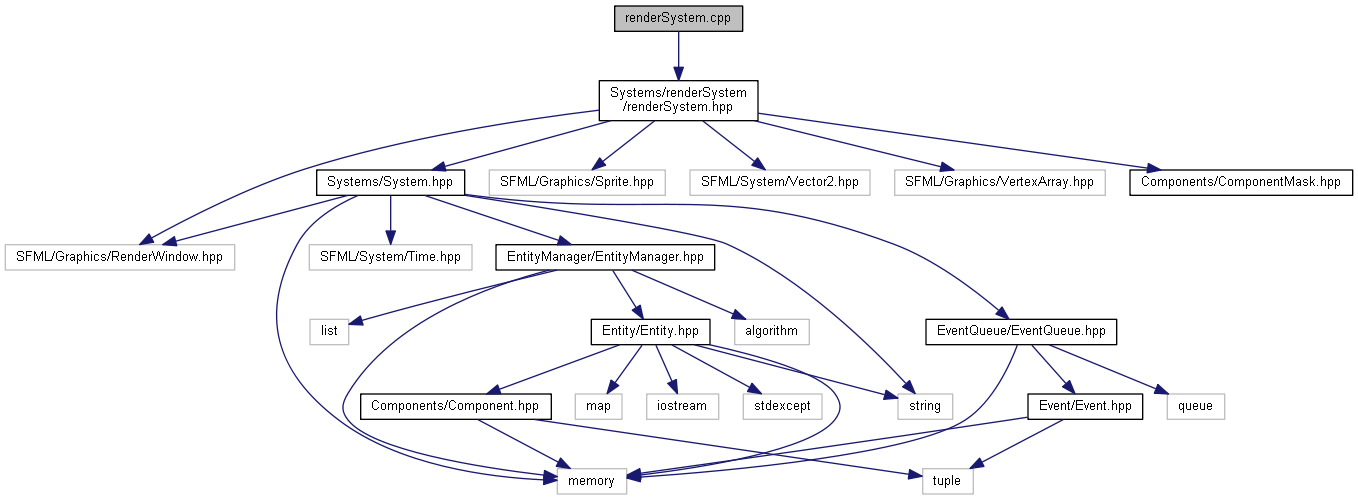 renderSystem.cpp
Systems/renderSystem
/renderSystem.hpp
Systems/System.hpp
SFML/Graphics/Sprite.hpp
SFML/System/Vector2.hpp
SFML/Graphics/VertexArray.hpp
Components/ComponentMask.hpp
SFML/Graphics/RenderWindow.hpp
SFML/System/Time.hpp
EntityManager/EntityManager.hpp
list
Entity/Entity.hpp
algorithm
EventQueue/EventQueue.hpp
Components/Component.hpp
map
iostream
stdexcept
string
Event/Event.hpp
queue
memory
tuple